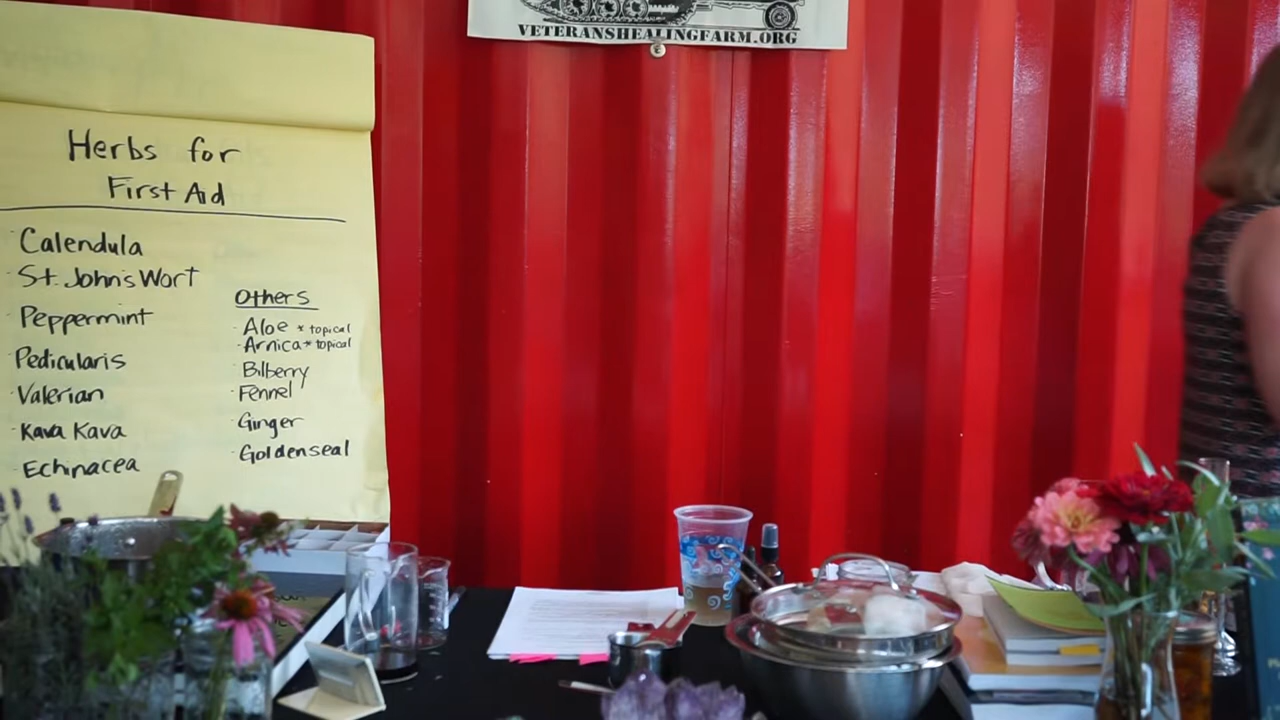 VETERANSHEALINGFARM.ORG
Herbs for
First Aid
· Calendula
· St. John's Wort
· Peppermint
· Pedicularis
· Valerian
· Kava Kava
· Echinacea
Others
· Aloe * topical
· Arnica * topical
· Bilberry
· Fennel
· Ginger
· Goldenseal